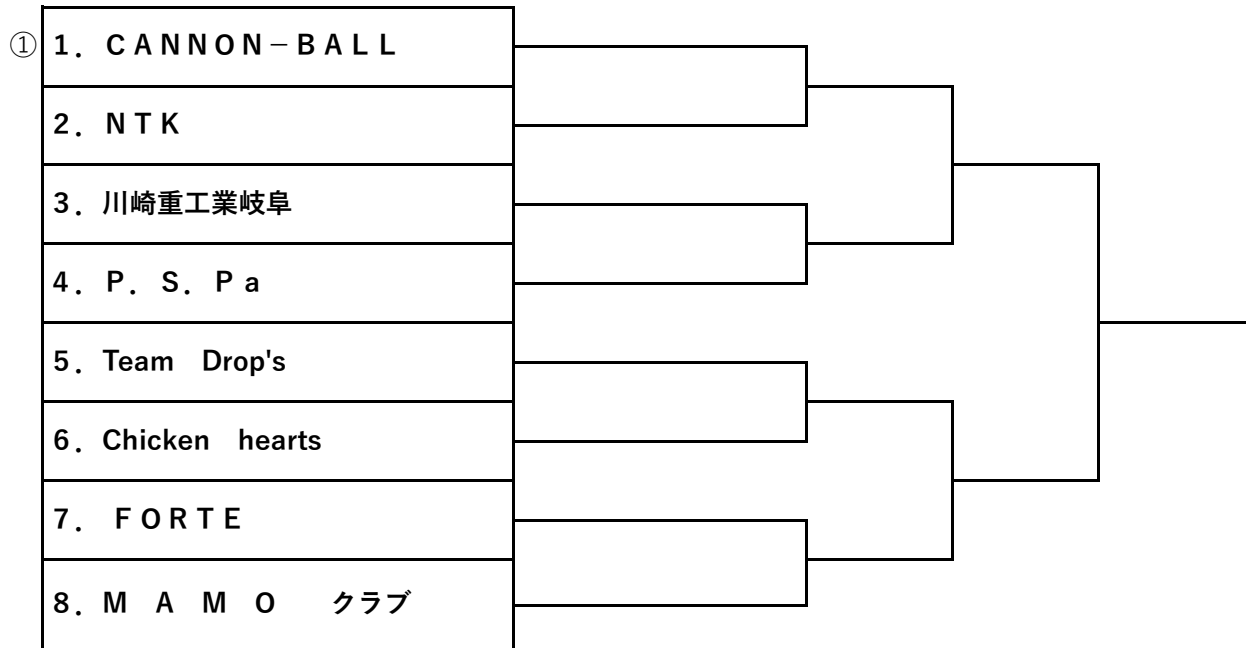 ① 1．ＣＡＮＮＯＮ－ＢＡＬＬ
2．ＮＴＫ
3．川崎重工業岐阜
4．Ｐ．Ｓ．Ｐａ
5．Team　Drop's
6．Chicken　hearts
7．ＦＯＲＴＥ
8．Ｍ　Ａ　Ｍ　Ｏ　　クラブ